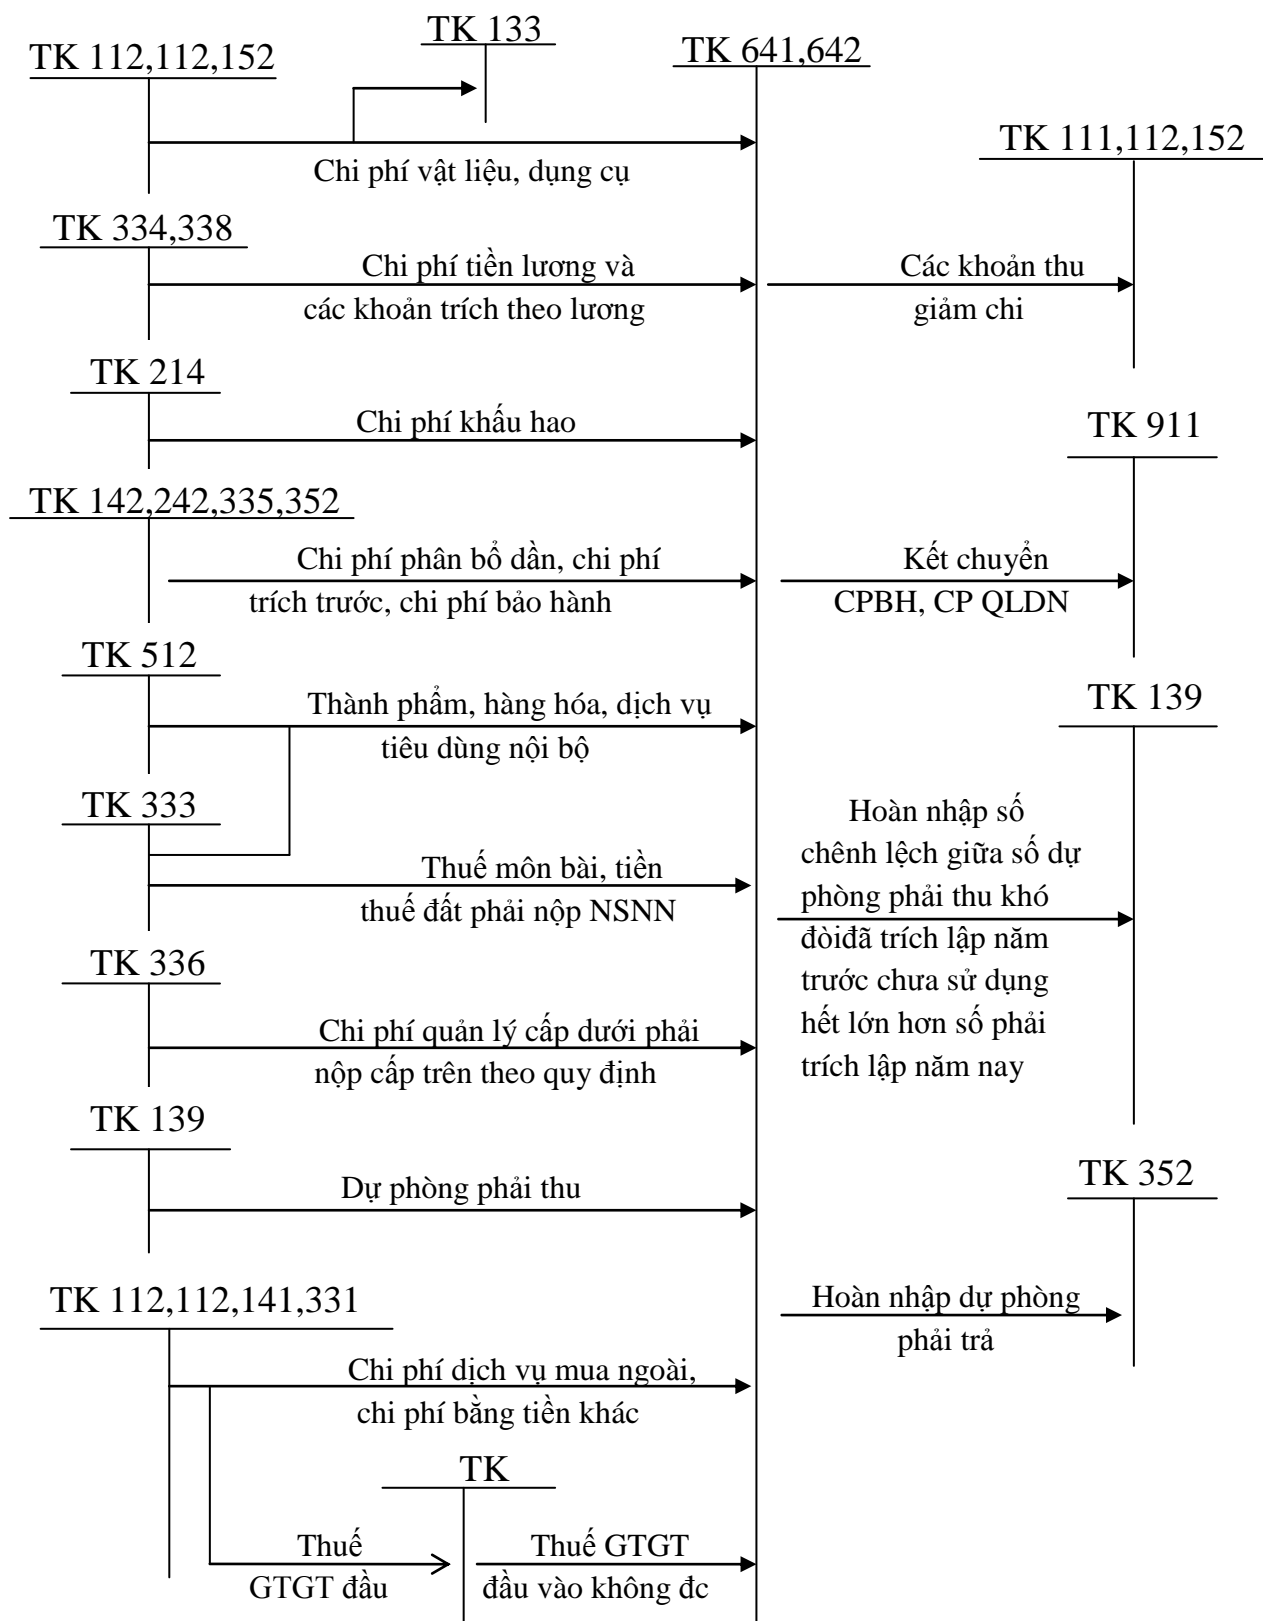 TK 133
TK 112,112,152
TK 641,642
Chi phí vật liệu, dụng cụ
TK 111,112,152
TK 334,338
Chi phí tiền lương và
các khoản trích theo lương
Các khoản thu
giảm chi
TK 214
Chi phí khấu hao
TK 911
TK 142,242,335,352
Chi phí phân bổ dần, chi phí
trích trước, chi phí bảo hành
Kết chuyển
CPBH, CP QLDN
TK 512
Thành phẩm, hàng hóa, dịch vụ
tiêu dùng nội bộ
TK 139
TK 333
Thuế môn bài, tiền
thuế đất phải nộp NSNN
Hoàn nhập số
chênh lệch giữa số dự
phòng phải thu khó
đòiđã trích lập năm
trước chưa sử dụng
hết lớn hơn số phải
trích lập năm nay
TK 336
Chi phí quản lý cấp dưới phải
nộp cấp trên theo quy định
TK 139
Dự phòng phải thu
TK 352
TK 112,112,141,331
Hoàn nhập dự phòng
phải trả
Chi phí dịch vụ mua ngoài,
chi phí bằng tiền khác
TK
Thuế
GTGT đầu
Thuế GTGT
đầu vào không đc